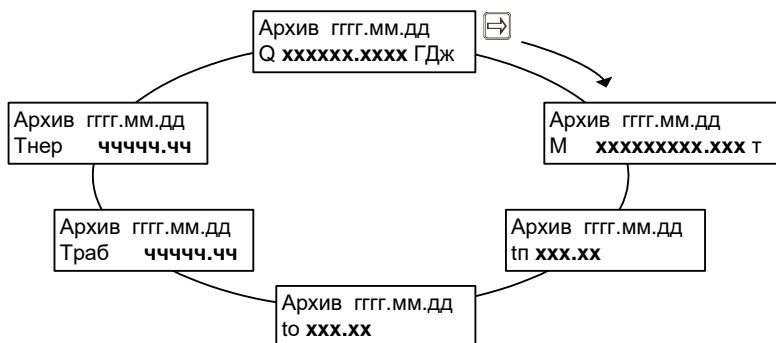 Архив гггг.мм.дд
Q xxxxxx.xxxx ГДж
Архив гггг.мм.дд
M xxxxxxxxx.xxx т
Архив гггг.мм.дд
tп xxx.xx
Архив гггг.мм.дд
to xxx.xx
Архив гггг.мм.дд
Tраб ччччч.чч
Архив гггг.мм.дд
Tнер ччччч.чч